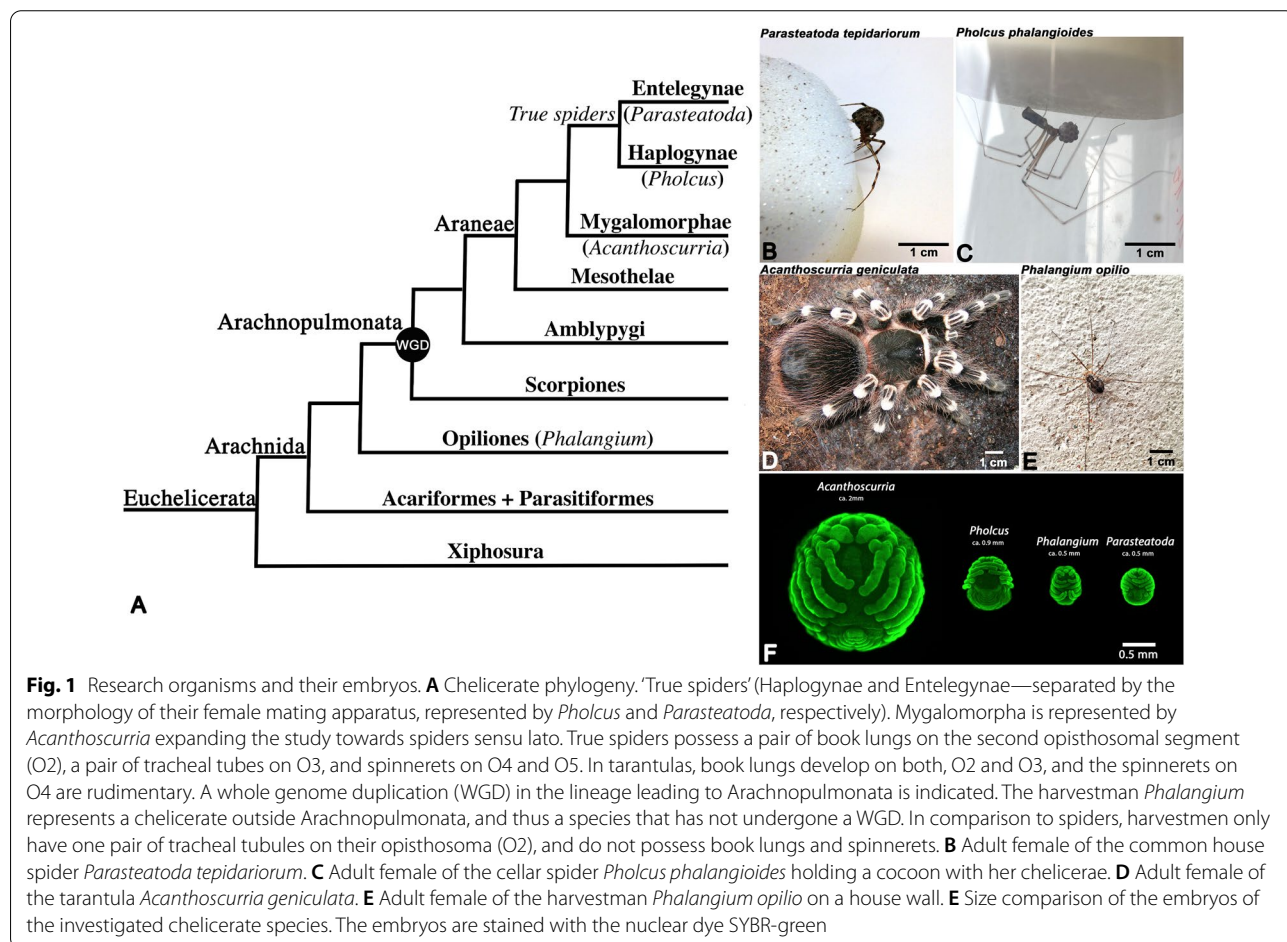 Parasteatoda tepidariorum
Pholcus phalangioides
Entelegynae
True spiders (Parasteatoda)
Haplogynae
(Pholcus)
Araneae
Mygalomorphae
(Acanthoscurria)
Mesothelae
Arachnopulmonata
WGD
Amblypygi
Scorpiones
Arachnida
Opiliones (Phalangium)
Euchelicerata
Acariformes + Parasitiformes
Xiphosura
A
B
1 cm
C
1 cm
Acanthoscurria geniculata
Phalangium opilio
D
1 cm
E
1 cm
Acanthoscurria
ca. 2mm
Pholcus
ca. 0.9 mm
Phalangium
ca. 0.5 mm
Parasteatoda
ca. 0.5 mm
F
0.5 mm
Fig. 1 Research organisms and their embryos. A Chelicerate phylogeny. ‘True spiders’ (Haplogynae and Entelegynae—separated by the
morphology of their female mating apparatus, represented by Pholcus and Parasteatoda, respectively). Mygalomorpha is represented by
Acanthoscurria expanding the study towards spiders sensu lato. True spiders possess a pair of book lungs on the second opisthosomal segment
(O2), a pair of tracheal tubes on O3, and spinnerets on O4 and O5. In tarantulas, book lungs develop on both, O2 and O3, and the spinnerets on
O4 are rudimentary. A whole genome duplication (WGD) in the lineage leading to Arachnopulmonata is indicated. The harvestman Phalangium
represents a chelicerate outside Arachnopulmonata, and thus a species that has not undergone a WGD. In comparison to spiders, harvestmen only
have one pair of tracheal tubules on their opisthosoma (O2), and do not possess book lungs and spinnerets. B Adult female of the common house
spider Parasteatoda tepidariorum. C Adult female of the cellar spider Pholcus phalangioides holding a cocoon with her chelicerae. D Adult female of
the tarantula Acanthoscurria geniculata. E Adult female of the harvestman Phalangium opilio on a house wall. E Size comparison of the embryos of
the investigated chelicerate species. The embryos are stained with the nuclear dye SYBR-green